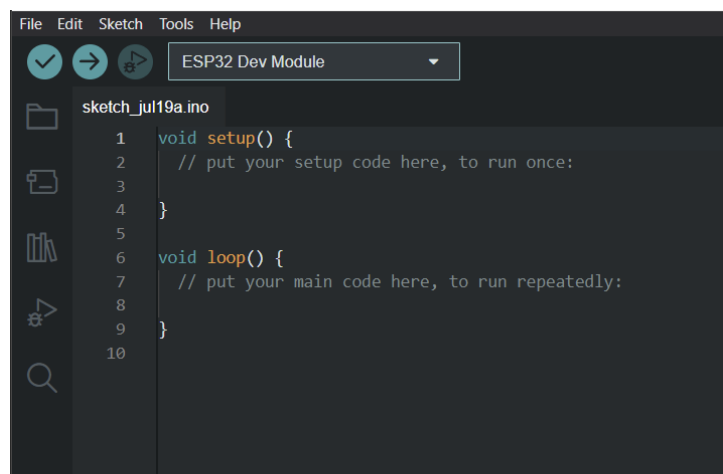 File Edit Sketch Tools Help
ESP32 Dev Module
sketch_jul19a.ino
1 void setup() {
2 // put your setup code here, to run once:
3
4 }
5
6 void loop() {
7 // put your main code here, to run repeatedly:
8
9 }
10